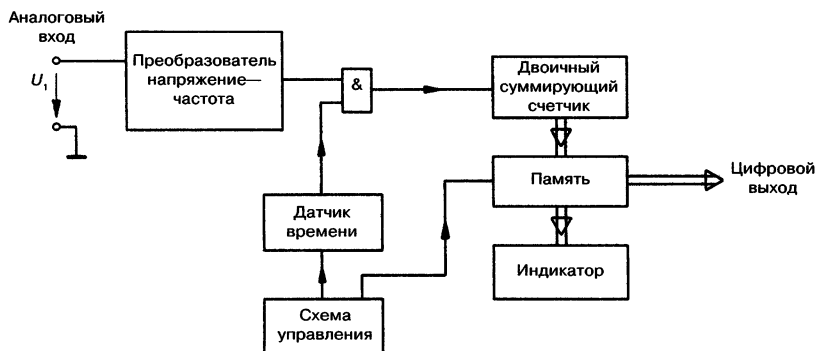 Аналоговый
вход
U₁
Преобразователь
напряжение—
частота
&
Двоичный
суммирующий
счетчик
Память
Цифровой
выход
Датчик
времени
Индикатор
Схема
управления